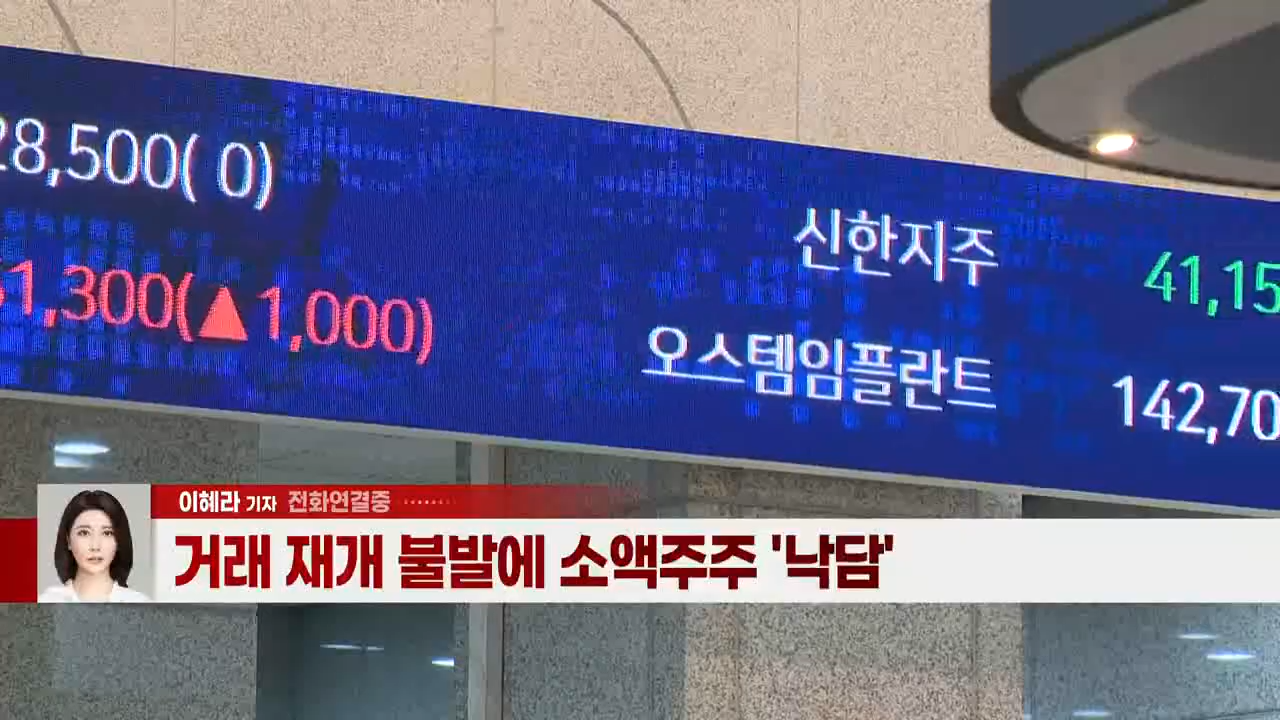 28,500( 0)
신한지주 41,15
51,300(▲1,000)
오스템임플란트 142,70
이혜라 기자 전화연결중
거래 재개 불발에 소액주주 '낙담'